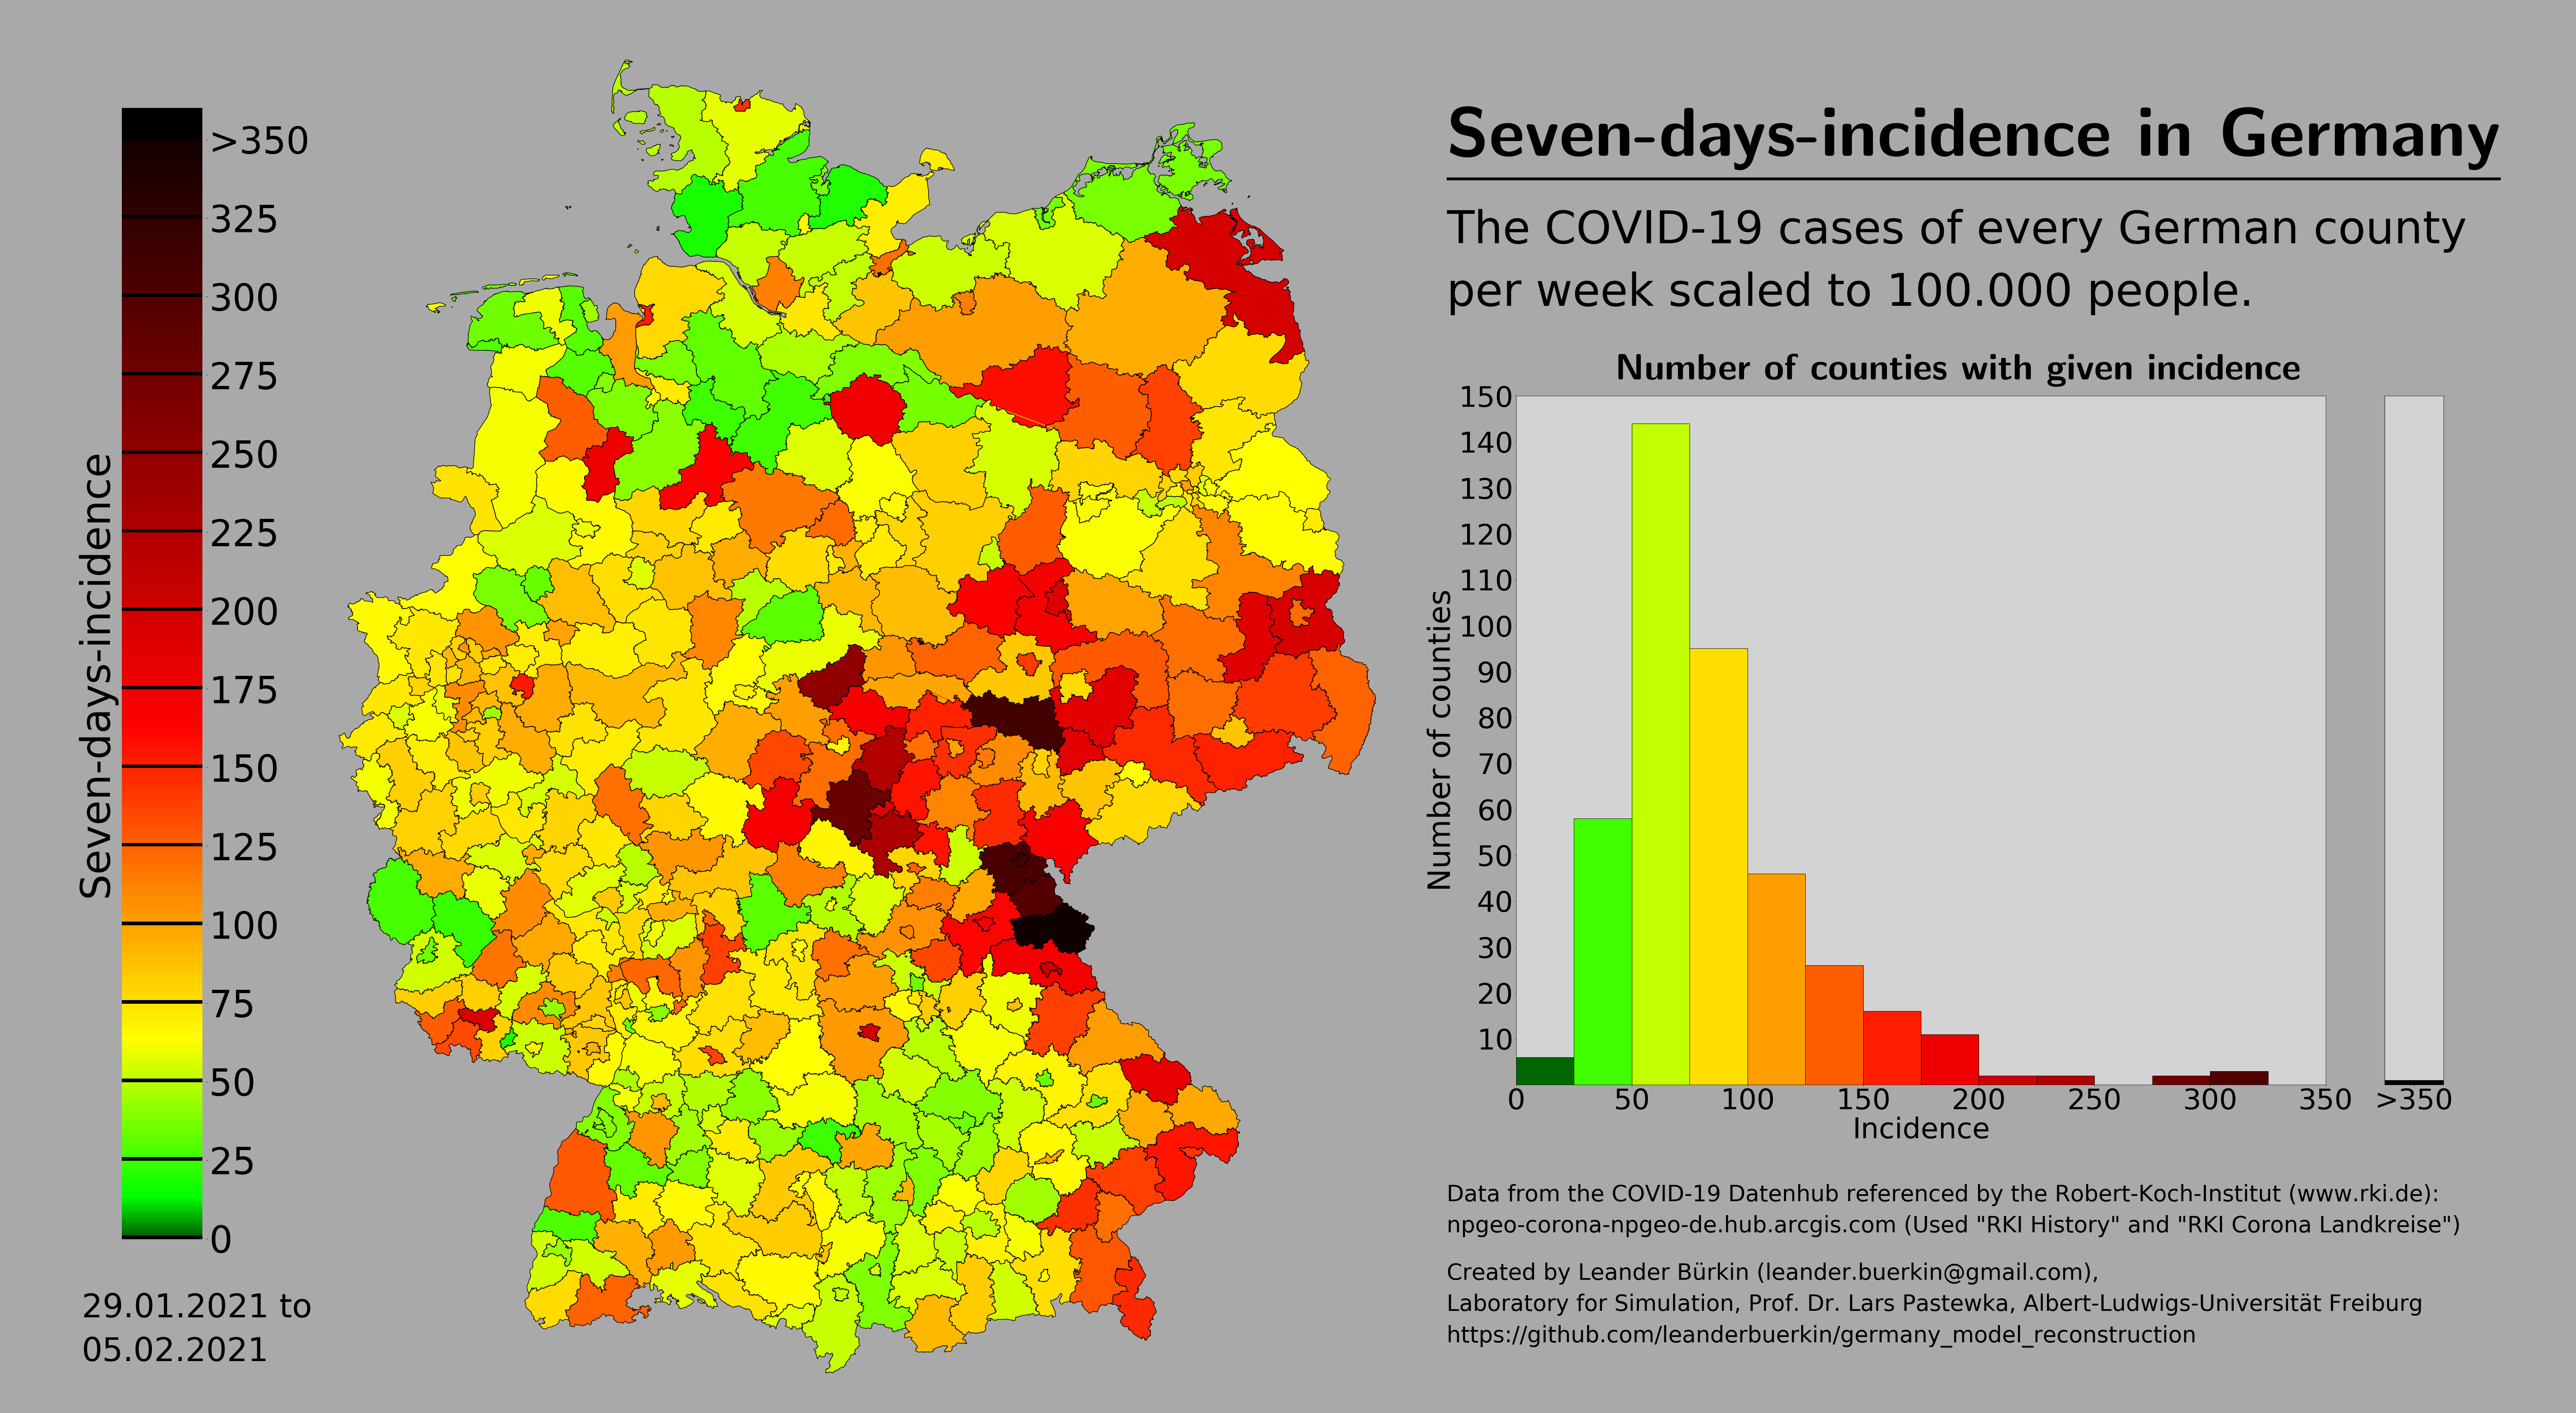 Seven-days-incidence
>350
325
300
275
250
225
200
175
150
125
100
75
50
25
0
29.01.2021 to
05.02.2021
Seven-days-incidence in Germany
The COVID-19 cases of every German county
per week scaled to 100.000 people.
Number of counties with given incidence
Number of counties
150
140
130
120
110
100
90
80
70
60
50
40
30
20
10
0 50 100 150 200 250 300 350 >350
Incidence
Data from the COVID-19 Datenhub referenced by the Robert-Koch-Institut (www.rki.de):
npgeo-corona-npgeo-de.hub.arcgis.com (Used "RKI History" and "RKI Corona Landkreise")
Created by Leander Bürkin (leander.buerkin@gmail.com),
Laboratory for Simulation, Prof. Dr. Lars Pastewka, Albert-Ludwigs-Universität Freiburg
https://github.com/leanderbuerkin/germany_model_reconstruction